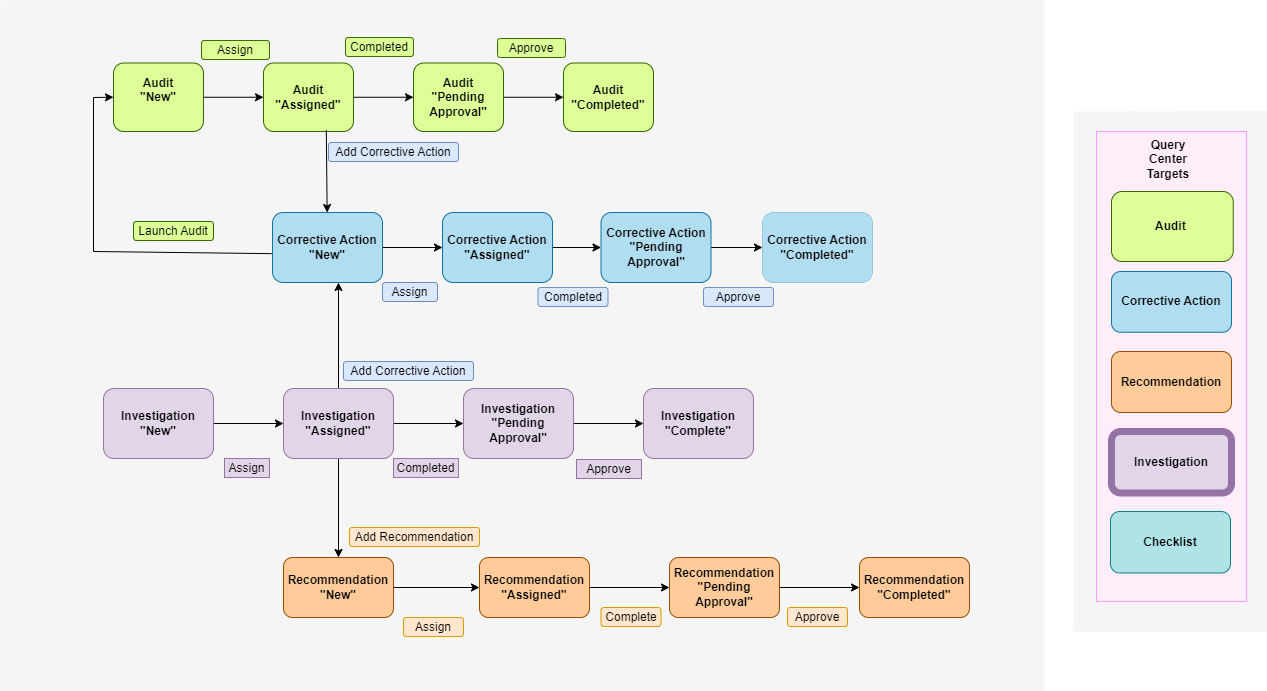 Assign
Completed
Approve
Audit
"New"
Audit
"Assigned"
Audit
"Pending
Approval"
Audit
"Completed"
Add Corrective Action
Launch Audit
Corrective Action
"New"
Corrective Action
"Assigned"
Corrective Action
"Pending
Approval"
Corrective Action
"Completed"
Assign
Completed
Approve
Add Corrective Action
Investigation
"New"
Investigation
"Assigned"
Investigation
"Pending
Approval"
Investigation
"Complete"
Assign
Completed
Approve
Add Recommendation
Recommendation
"New"
Recommendation
"Assigned"
Recommendation
"Pending
Approval"
Recommendation
"Completed"
Assign
Complete
Approve
Query
Center
Targets
Audit
Corrective Action
Recommendation
Investigation
Checklist